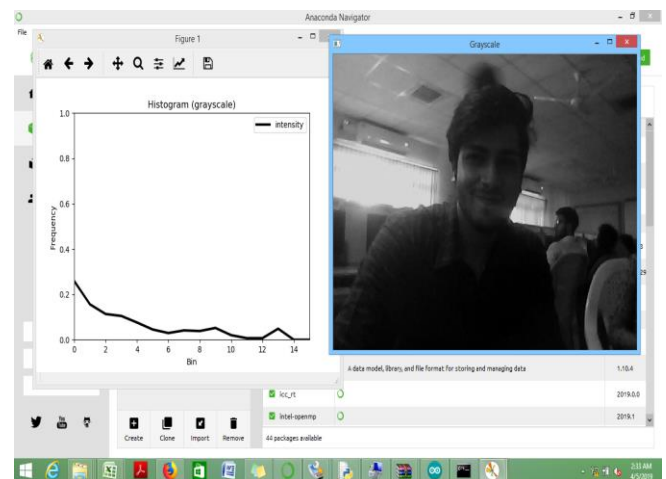 Anaconda Navigator
File
Figure 1
Grayscale
Histogram (grayscale)
intensity
1.0
0.8
0.6
0.4
0.2
0.0
Frequency
0 2 4 6 8 10 12 14
Bin
3
29
A data model, library, and file format for storing and managing data 1.10.4
icc_rt 2019.0.0
intel-openmp 2019.1
You
Create Clone Import Remove
44 packages available
2:33 AM
4/5/2019